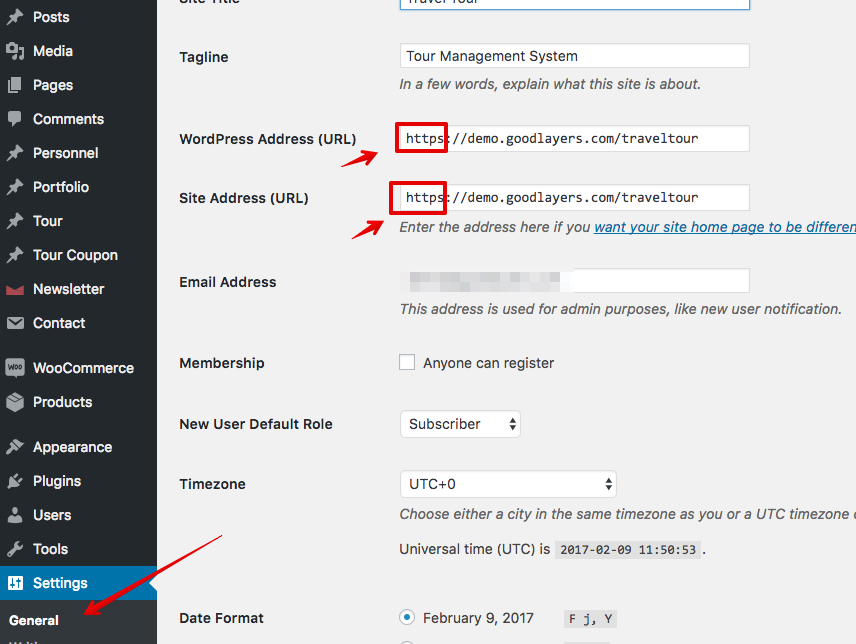 Posts
Media
Pages
Comments
Personnel
Portfolio
Tour
Tour Coupon
Newsletter
Contact
WooCommerce
Products
Appearance
Plugins
Users
Tools
Settings
General
Site Title
Travel Tour
Tagline
Tour Management System
In a few words, explain what this site is about.
WordPress Address (URL)
https://demo.goodlayers.com/traveltour
Site Address (URL)
https://demo.goodlayers.com/traveltour
Enter the address here if you want your site home page to be differen
Email Address
This address is used for admin purposes, like new user notification.
Membership
Anyone can register
New User Default Role
Subscriber
Timezone
UTC+0
Choose either a city in the same timezone as you or a UTC timezone
Universal time (UTC) is 2017-02-09 11:50:53 .
Date Format
February 9, 2017 F j, Y